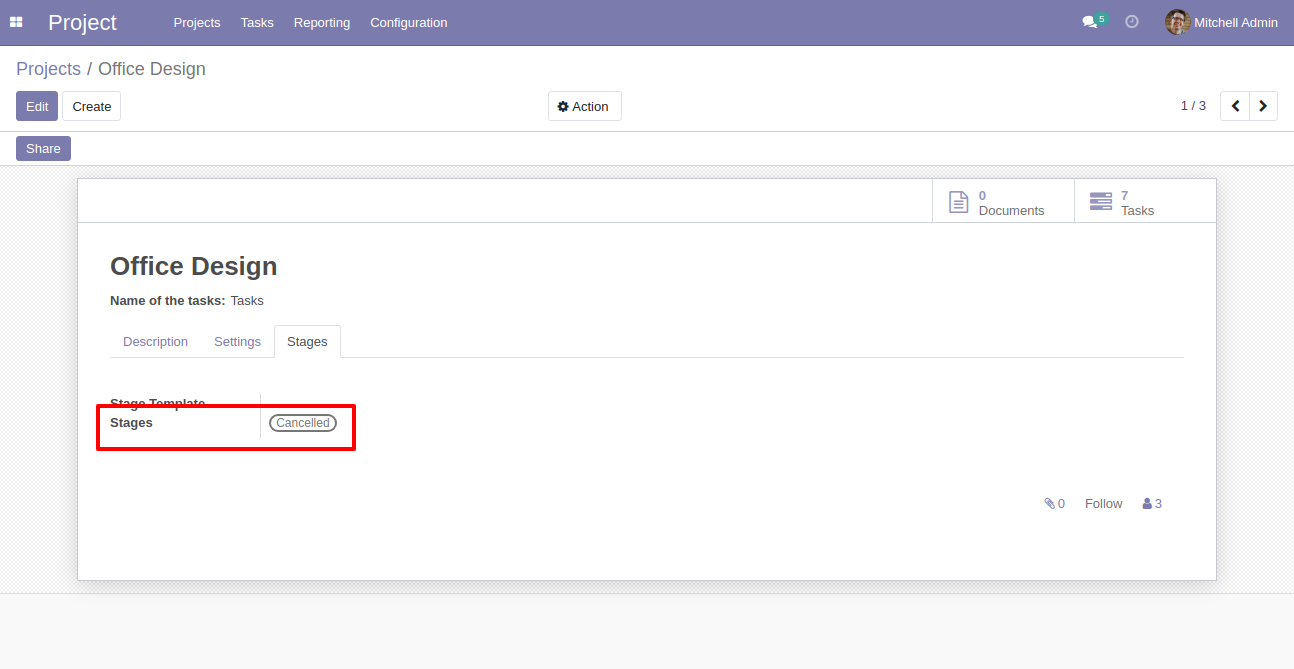 Project Projects Tasks Reporting Configuration 5 Mitchell Admin
Projects / Office Design
Edit Create Action 1 / 3
Share
0 Documents
7 Tasks
Office Design
Name of the tasks: Tasks
Description Settings Stages
Stage Template
Stages Cancelled
0 Follow 3